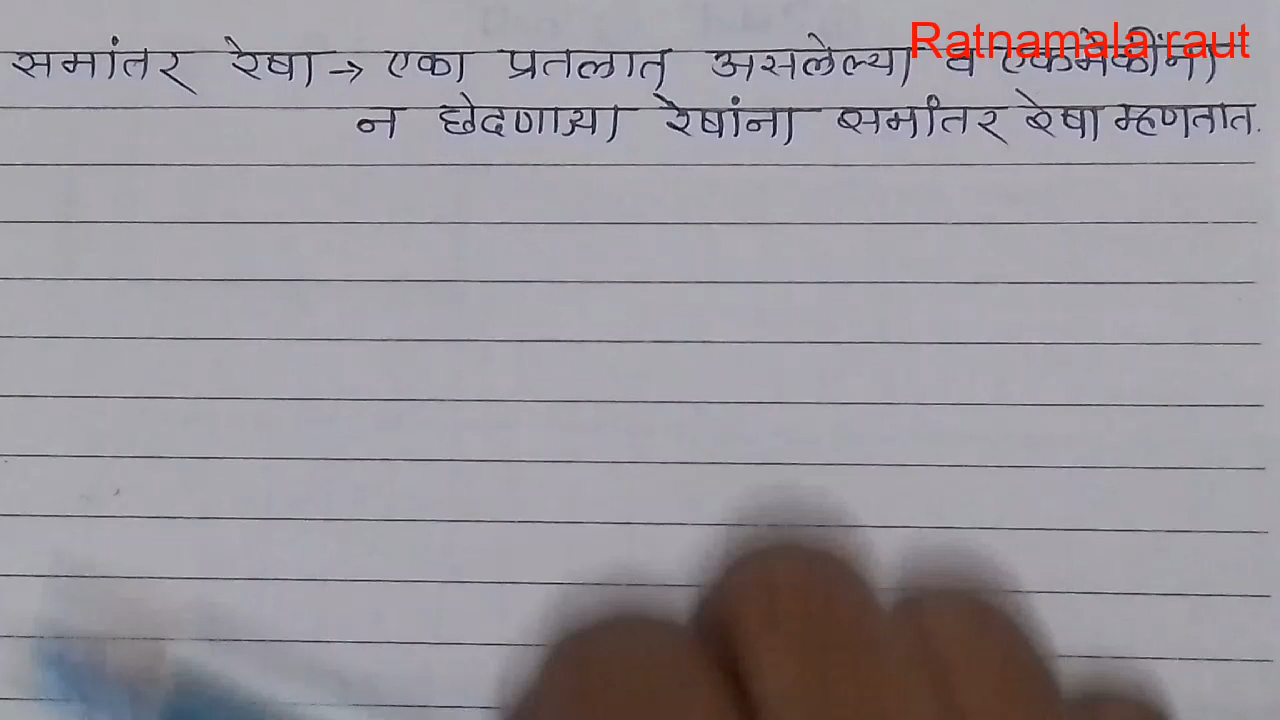 Ratnamala raut
समांतर रेषा → एका प्रतलात असलेल्या व एकमेकींना
न छेदणाऱ्या रेषांना समांतर रेषा म्हणतात.